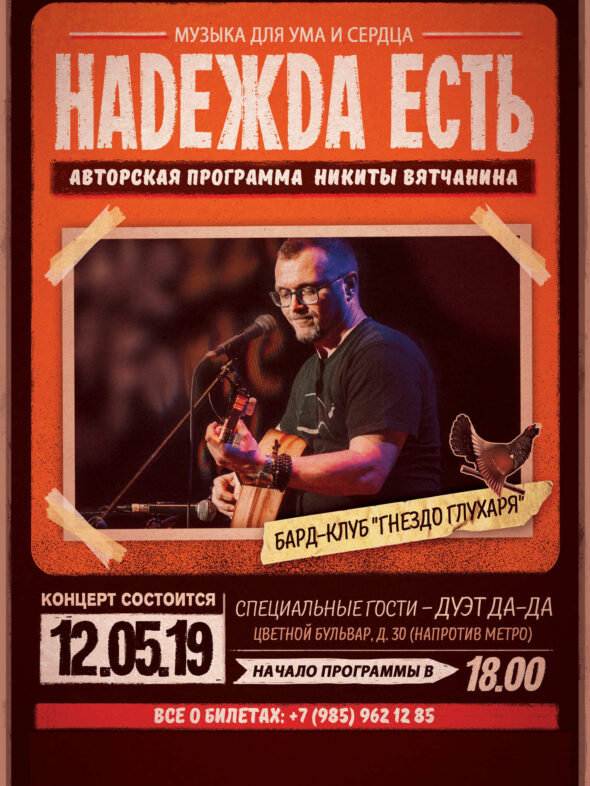 МУЗЫКА ДЛЯ УМА И СЕРДЦА
НАДЕЖДА ЕСТЬ
АВТОРСКАЯ ПРОГРАММА НИКИТЫ ВЯТЧАНИНА
БАРД-КЛУБ "ГНЕЗДО ГЛУХАРЯ"
КОНЦЕРТ СОСТОИТСЯ
12.05.19
СПЕЦИАЛЬНЫЕ ГОСТИ – ДУЭТ ДА-ДА
ЦВЕТНОЙ БУЛЬВАР, Д. 30 (НАПРОТИВ МЕТРО)
НАЧАЛО ПРОГРАММЫ В 18.00
ВСЕ О БИЛЕТАХ: +7 (985) 962 12 85